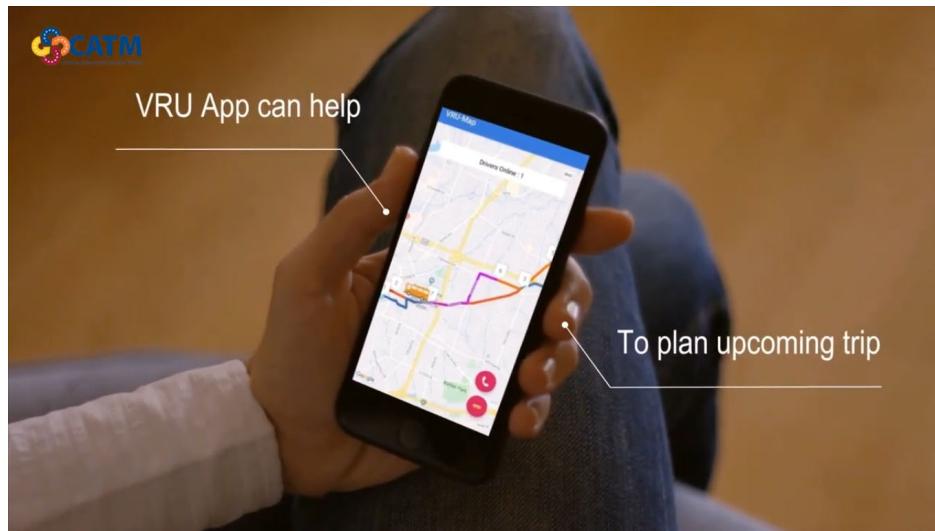 CATM
VRU App can help
VRU-Map
Drivers Online : 1
To plan upcoming trip
Google